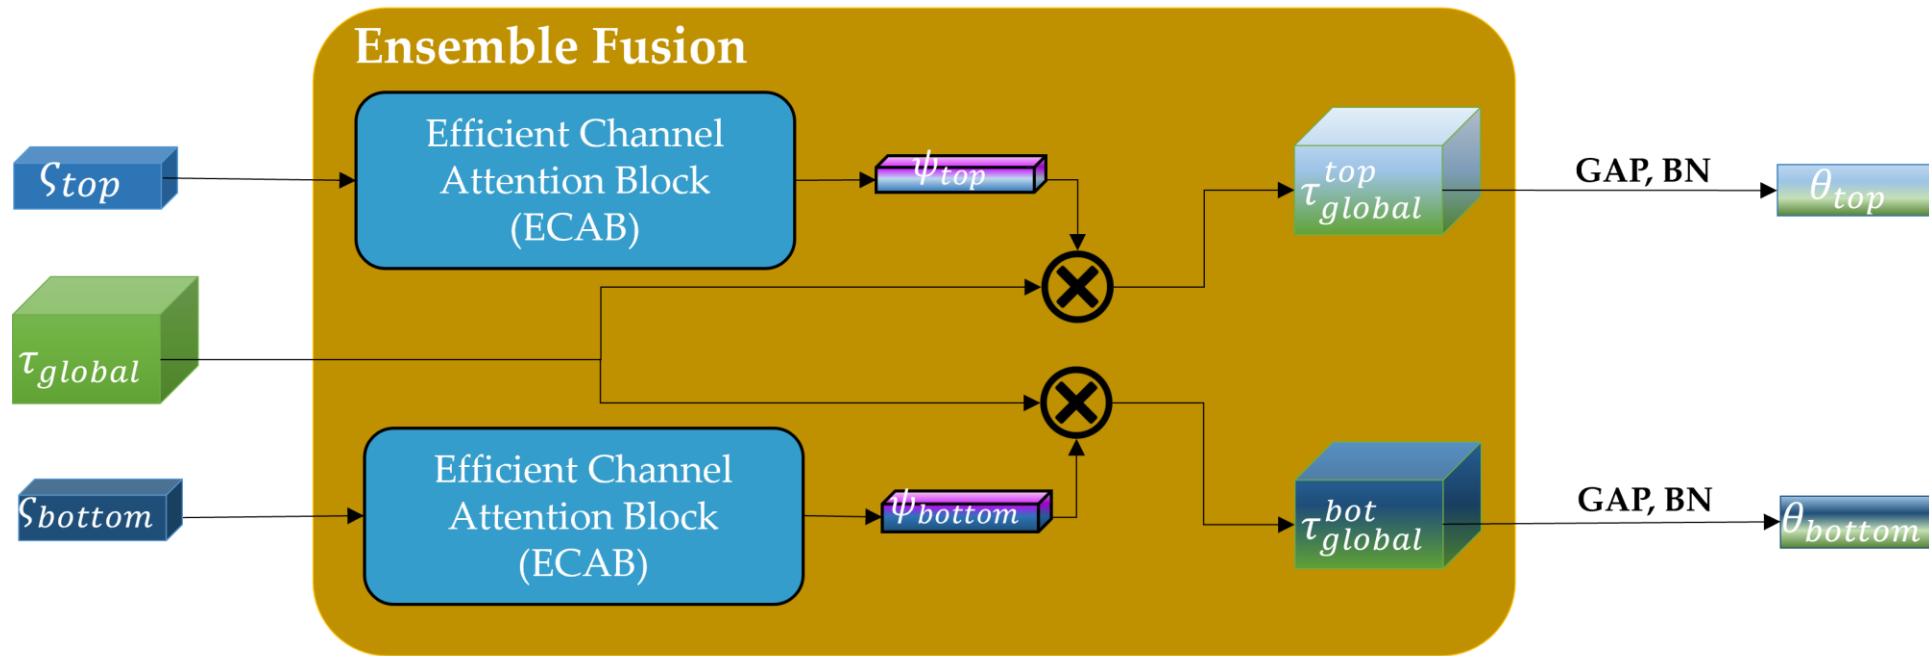 Ensemble Fusion
Efficient Channel
Attention Block
(ECAB)
ς_top
ψ_top
τ_global^top
GAP, BN
θ_top
τ_global
Efficient Channel
Attention Block
(ECAB)
ς_bottom
ψ_bottom
τ_global^bot
GAP, BN
θ_bottom